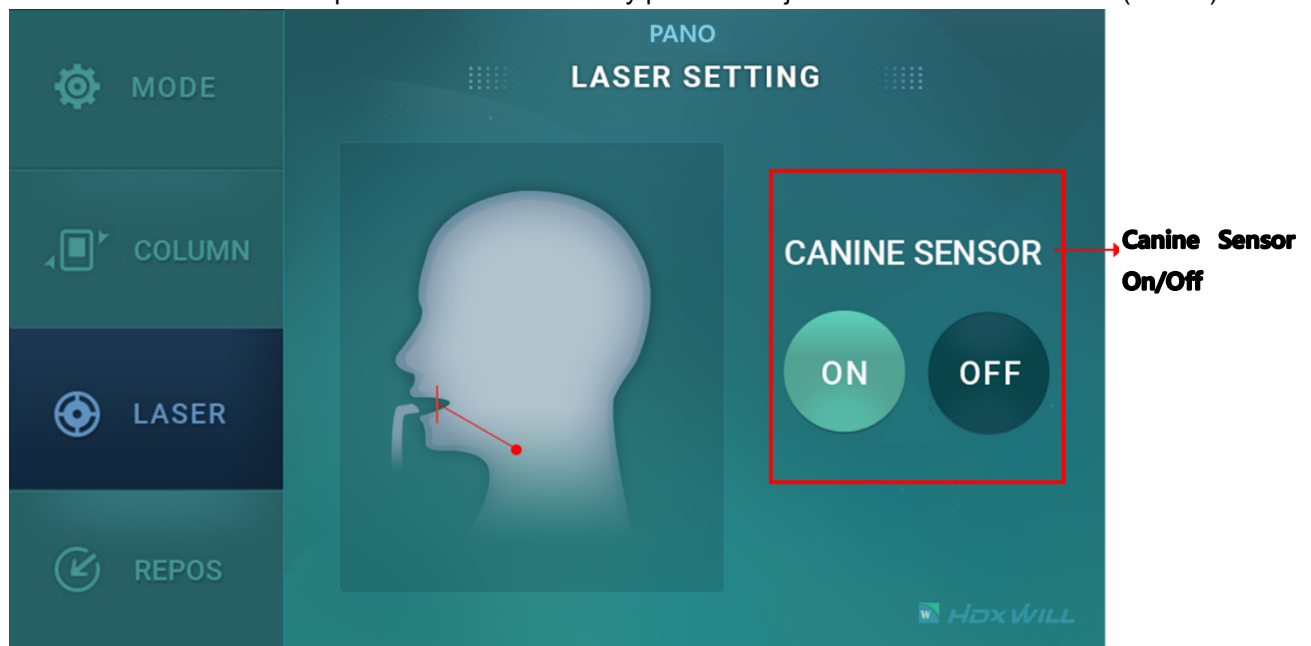 PANO
LASER SETTING
MODE
COLUMN
LASER
REPOS
CANINE SENSOR
ON OFF
Canine Sensor
On/Off
W HDXWILL